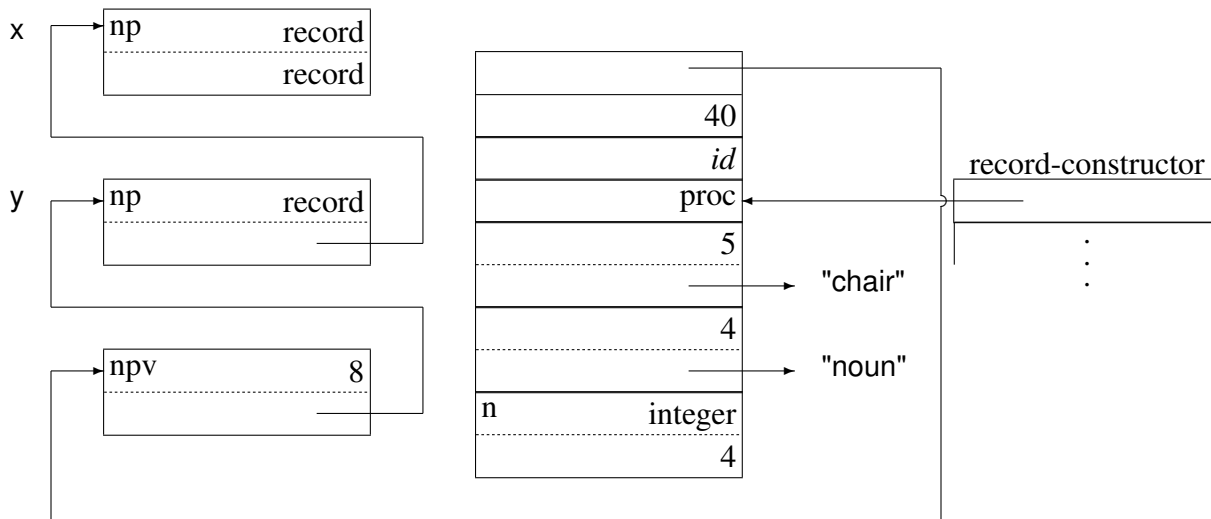 x
np record
record
40
id
record-constructor
y
np record
proc
5
"chair"
4
"noun"
npv 8
n integer
4